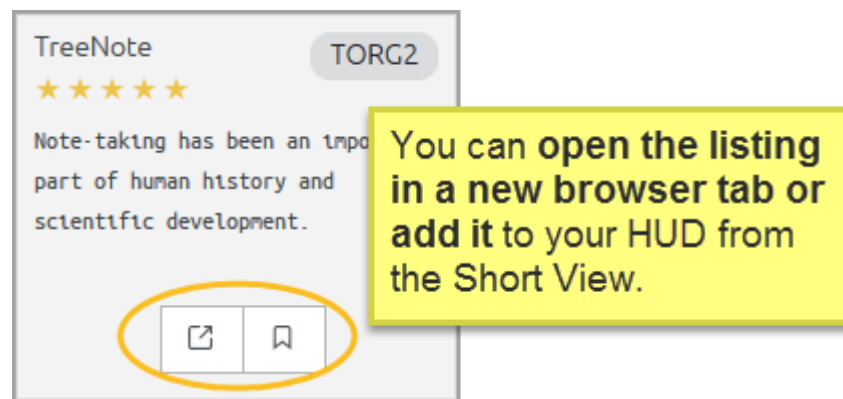 TreeNote
TORG2
Note-taking has been an impo
part of human history and
scientific development.
You can open the listing
in a new browser tab or
add it to your HUD from
the Short View.